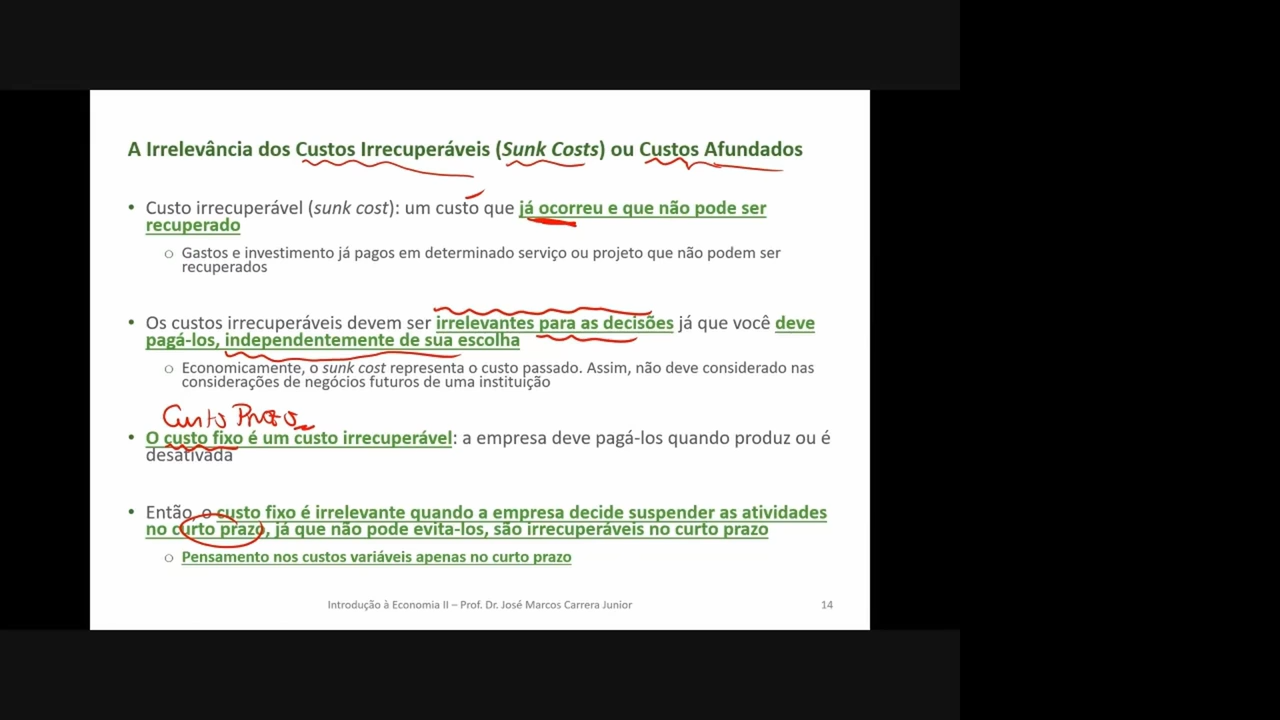 A Irrelevância dos Custos Irrecuperáveis (Sunk Costs) ou Custos Afundados
• Custo irrecuperável (sunk cost): um custo que já ocorreu e que não pode ser
recuperado
○ Gastos e investimento já pagos em determinado serviço ou projeto que não podem ser
recuperados
• Os custos irrecuperáveis devem ser irrelevantes para as decisões já que você deve
pagá-los, independentemente de sua escolha
○ Economicamente, o sunk cost representa o custo passado. Assim, não deve considerado nas
considerações de negócios futuros de uma instituição
Curto Prazo
• O custo fixo é um custo irrecuperável: a empresa deve pagá-los quando produz ou é
desativada
• Então, o custo fixo é irrelevante quando a empresa decide suspender as atividades
no curto prazo, já que não pode evita-los, são irrecuperáveis no curto prazo
○ Pensamento nos custos variáveis apenas no curto prazo
Introdução à Economia II – Prof. Dr. José Marcos Carrera Junior
14